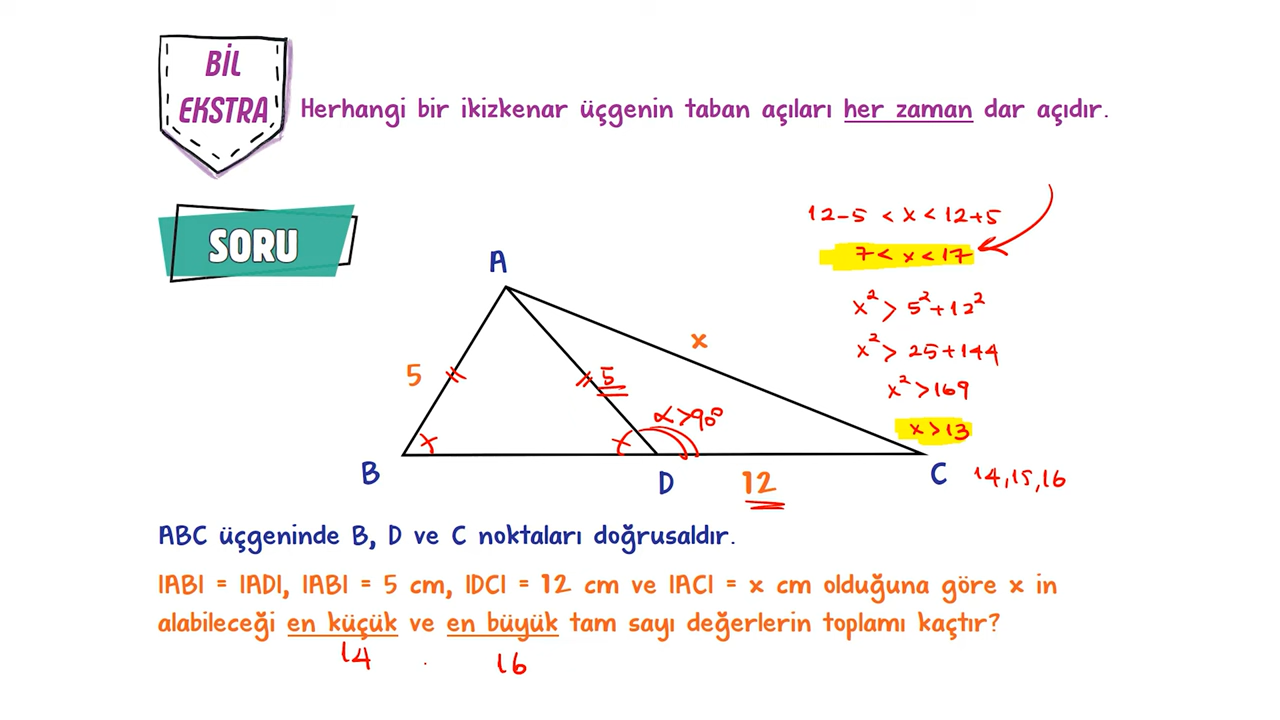 BİL
EKSTRA
Herhangi bir ikizkenar üçgenin taban açıları her zaman dar açıdır.
SORU
12-5 < x < 12+5
7 < x < 17
x² > 5² + 12²
x² > 25 + 144
x² > 169
x > 13
14, 15, 16
A
x
5
5
α > 90°
x
x
B
D
12
C
ABC üçgeninde B, D ve C noktaları doğrusaldır.
|AB| = |AD|, |AB| = 5 cm, |DC| = 12 cm ve |AC| = x cm olduğuna göre x in
alabileceği en küçük ve en büyük tam sayı değerlerin toplamı kaçtır?
14 16